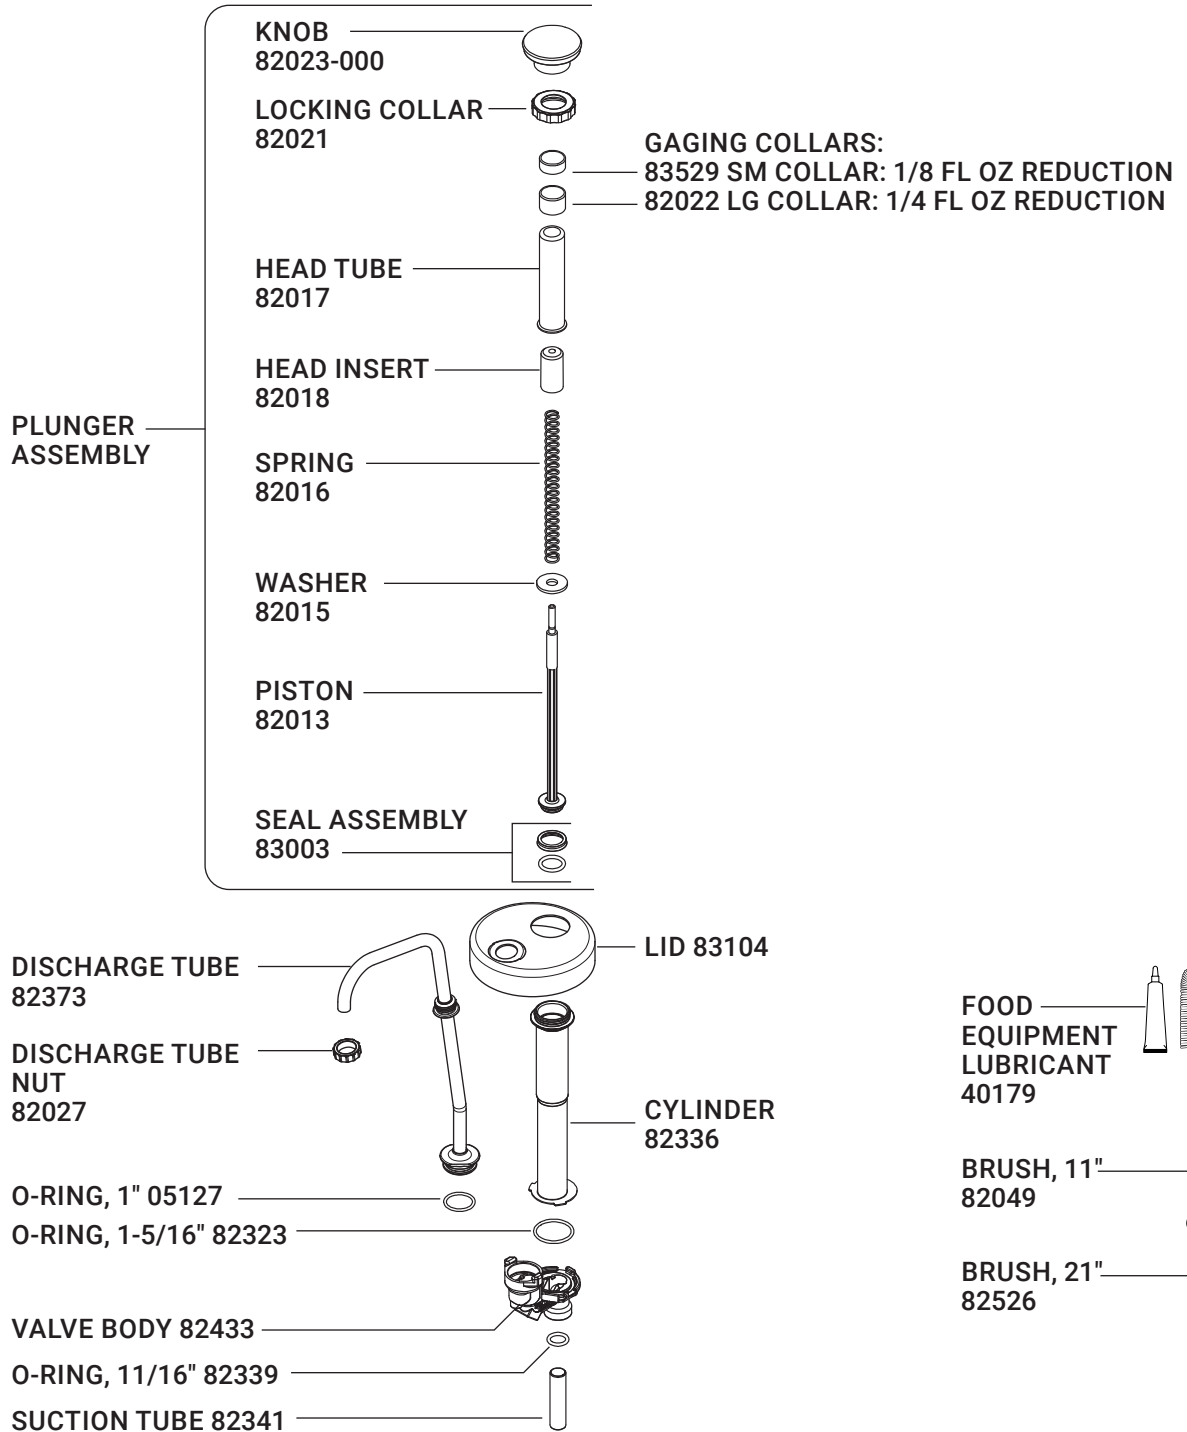 KNOB
82023-000
LOCKING COLLAR
82021
GAGING COLLARS:
83529 SM COLLAR: 1/8 FL OZ REDUCTION
82022 LG COLLAR: 1/4 FL OZ REDUCTION
HEAD TUBE
82017
HEAD INSERT
82018
PLUNGER
ASSEMBLY
SPRING
82016
WASHER
82015
PISTON
82013
SEAL ASSEMBLY
83003
LID 83104
DISCHARGE TUBE
82373
DISCHARGE TUBE
NUT
82027
CYLINDER
82336
O-RING, 1" 05127
O-RING, 1-5/16" 82323
VALVE BODY 82433
O-RING, 11/16" 82339
SUCTION TUBE 82341
FOOD
EQUIPMENT
LUBRICANT
40179
BRUSH, 11"
82049
BRUSH, 21"
82526